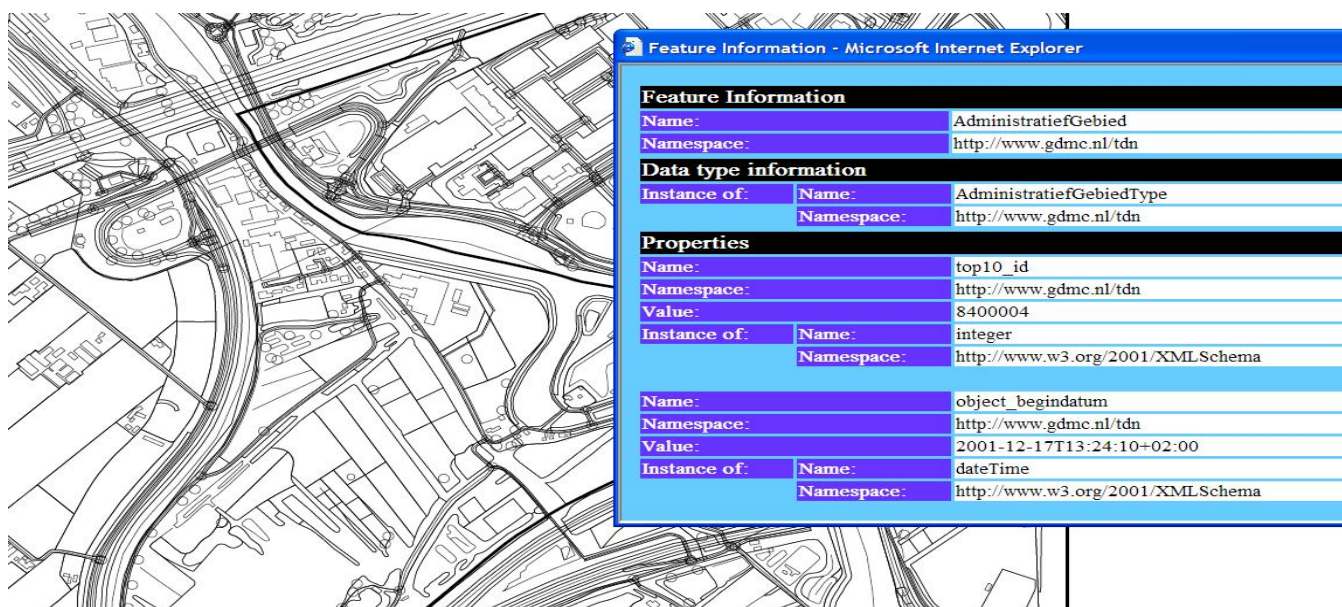 Feature Information - Microsoft Internet Explorer
Feature Information
Name: AdministratiefGebied
Namespace: http://www.gdmc.nl/tdn
Data type information
Instance of: Name: AdministratiefGebiedType
Namespace: http://www.gdmc.nl/tdn
Properties
Name: top10_id
Namespace: http://www.gdmc.nl/tdn
Value: 8400004
Instance of: Name: integer
Namespace: http://www.w3.org/2001/XMLSchema
Name: object_begindatum
Namespace: http://www.gdmc.nl/tdn
Value: 2001-12-17T13:24:10+02:00
Instance of: Name: dateTime
Namespace: http://www.w3.org/2001/XMLSchema